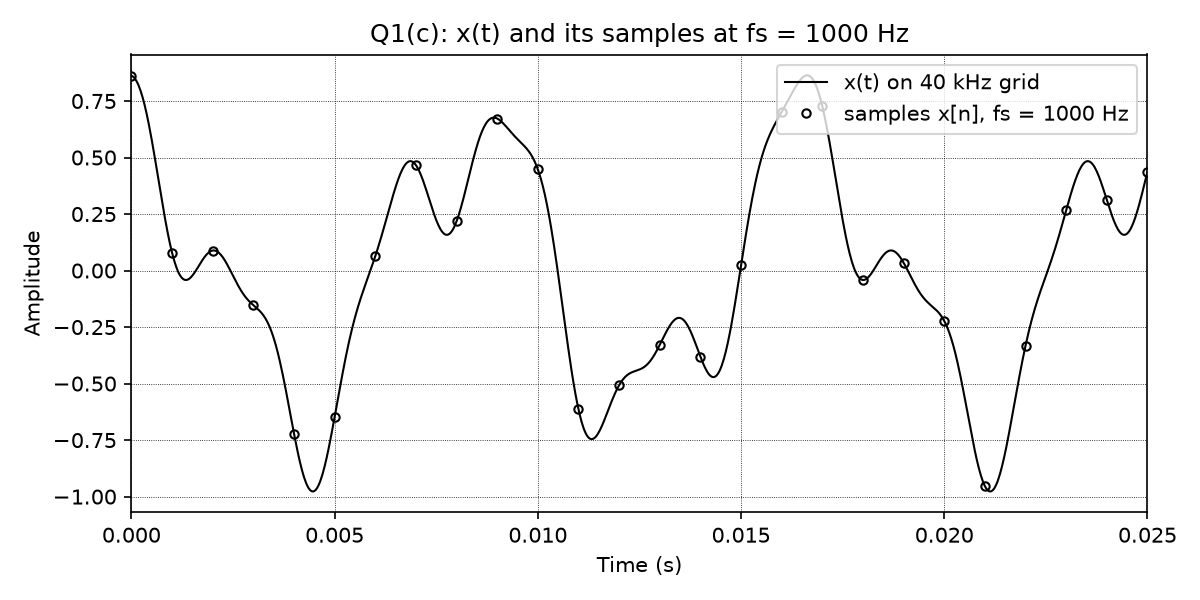 Q1(c): x(t) and its samples at fs = 1000 Hz
x(t) on 40 kHz grid
samples x[n], fs = 1000 Hz
Amplitude
0.75
0.50
0.25
0.00
−0.25
−0.50
−0.75
−1.00
0.000 0.005 0.010 0.015 0.020 0.025
Time (s)